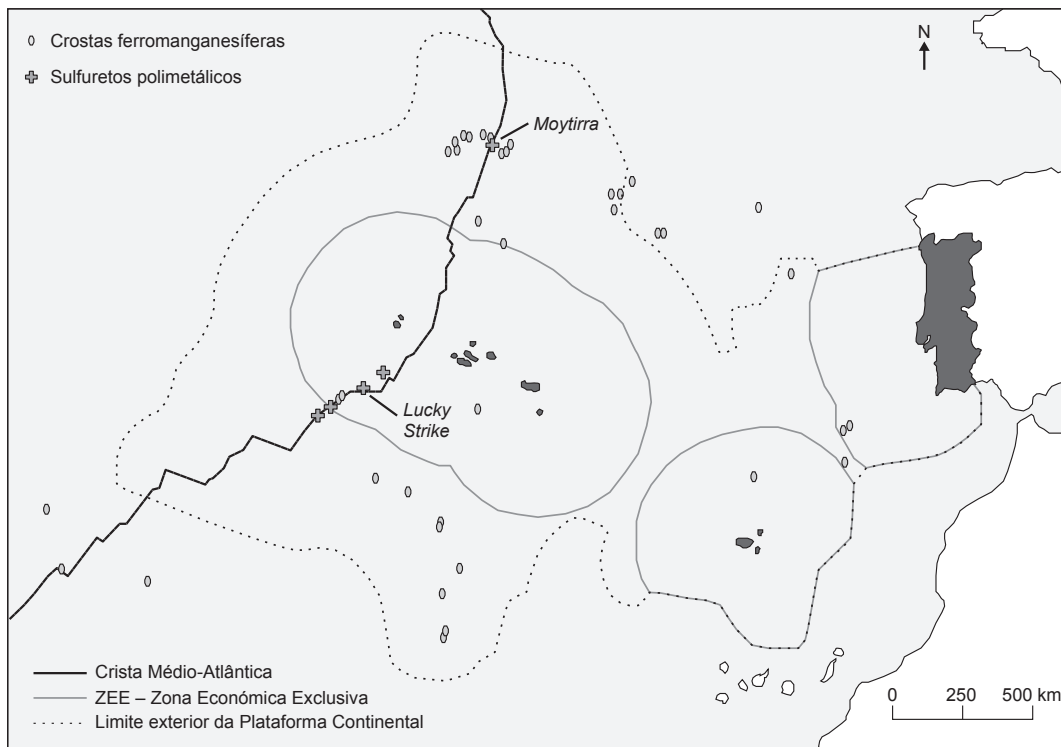 Crostas ferromanganesíferas
Sulfuretos polimetálicos
N
Moytirra
Lucky
Strike
Crista Médio-Atlântica
ZEE – Zona Económica Exclusiva
Limite exterior da Plataforma Continental
0 250 500 km